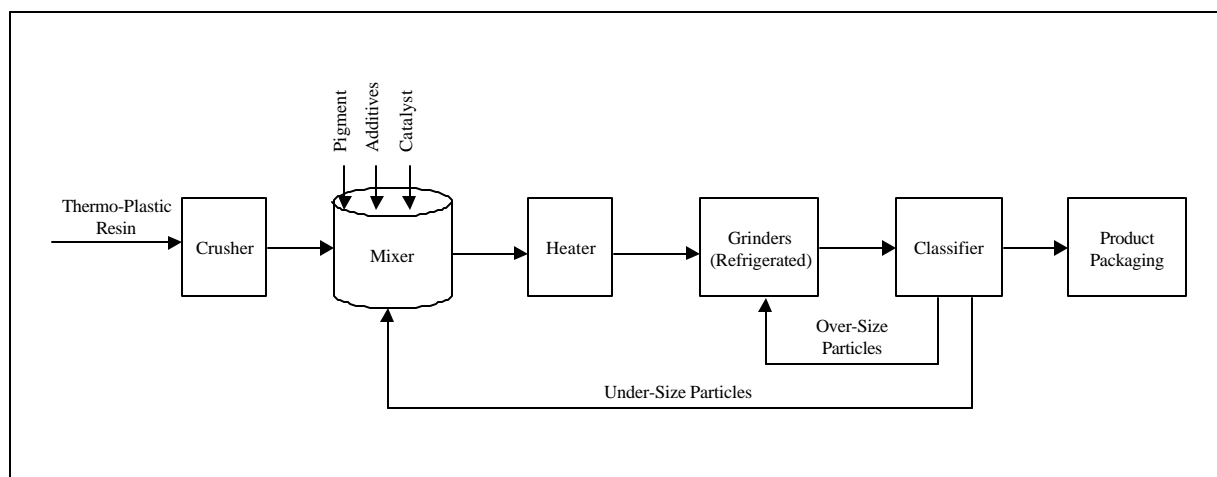 Pigment
Additives
Catalyst
Thermo-Plastic
Resin
Crusher
Mixer
Heater
Grinders
(Refrigerated)
Classifier
Product
Packaging
Over-Size
Particles
Under-Size Particles